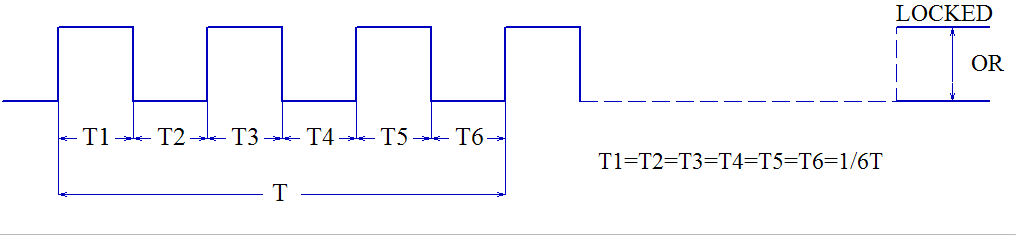 LOCKED
OR
T1 T2 T3 T4 T5 T6
T1=T2=T3=T4=T5=T6=1/6T
T